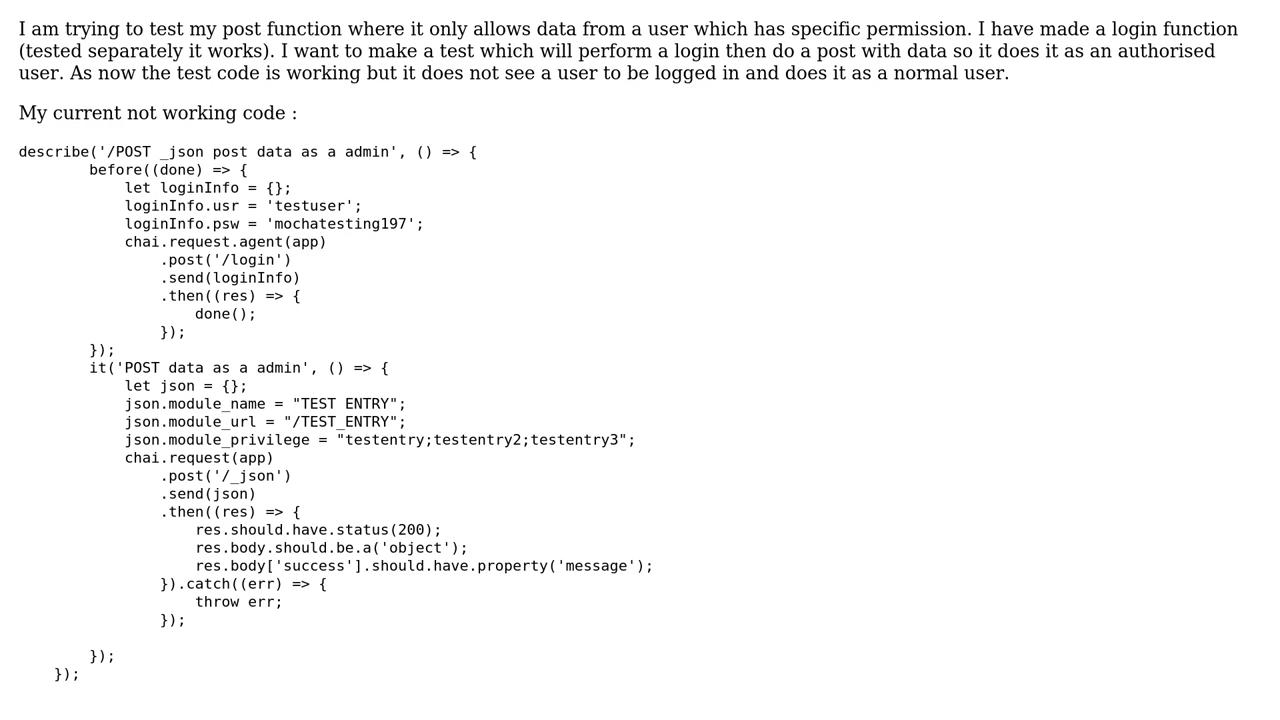 I am trying to test my post function where it only allows data from a user which has specific permission. I have made a login function
(tested separately it works). I want to make a test which will perform a login then do a post with data so it does it as an authorised
user. As now the test code is working but it does not see a user to be logged in and does it as a normal user.
My current not working code :
describe('/POST _json post data as a admin', () => {
        before((done) => {
            let loginInfo = {};
            loginInfo.usr = 'testuser';
            loginInfo.psw = 'mochatesting197';
            chai.request.agent(app)
                .post('/login')
                .send(loginInfo)
                .then((res) => {
                    done();
                });
        });
        it('POST data as a admin', () => {
            let json = {};
            json.module_name = "TEST ENTRY";
            json.module_url = "/TEST_ENTRY";
            json.module_privilege = "testentry;testentry2;testentry3";
            chai.request(app)
                .post('/_json')
                .send(json)
                .then((res) => {
                    res.should.have.status(200);
                    res.body.should.be.a('object');
                    res.body['success'].should.have.property('message');
                }).catch((err) => {
                    throw err;
                });

        });
    });